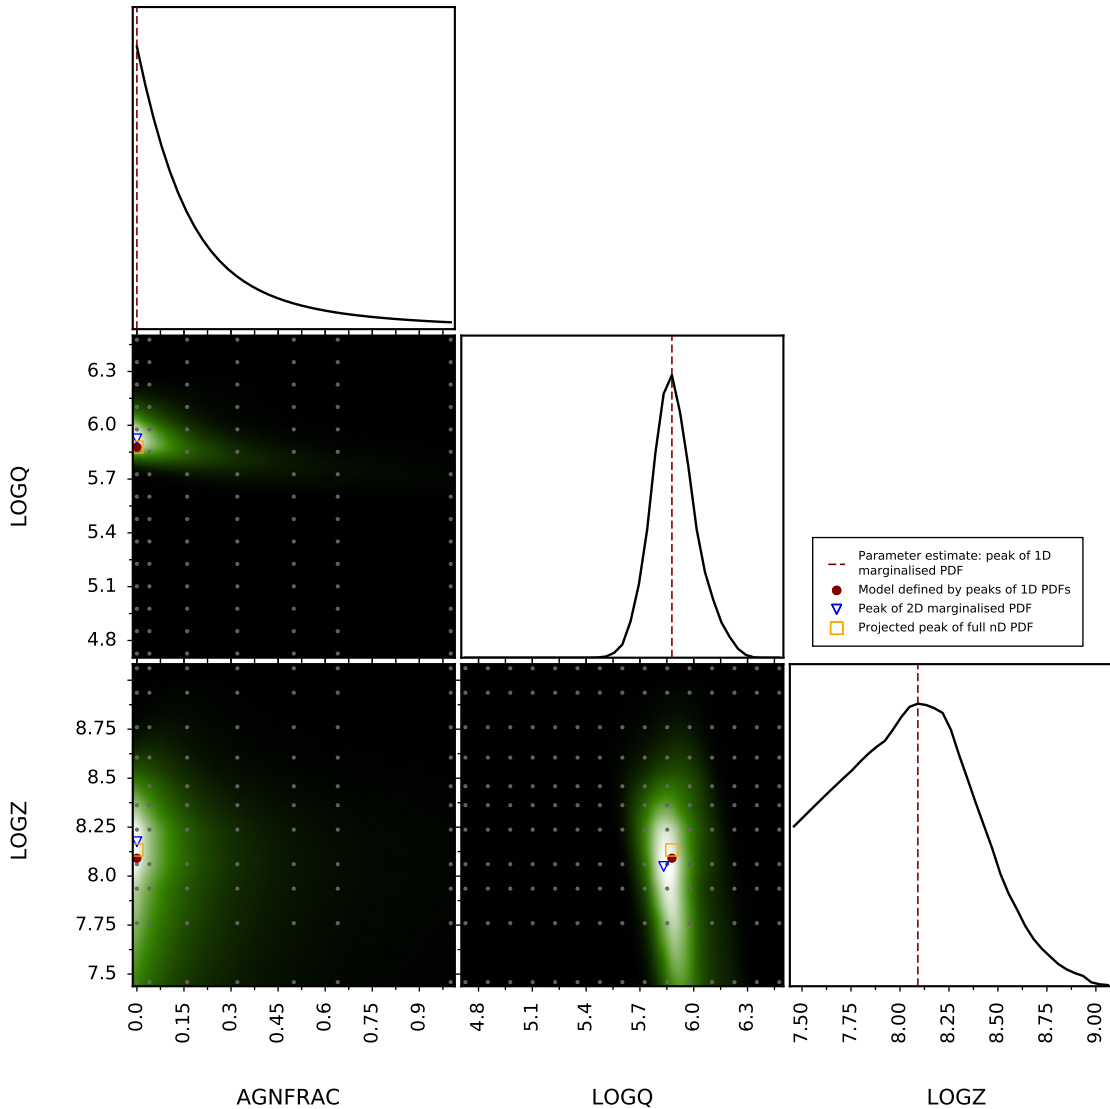 6.3
6.0
5.7
5.4
5.1
4.8
LOGQ
Parameter estimate: peak of 1D
marginalised PDF
Model defined by peaks of 1D PDFs
Peak of 2D marginalised PDF
Projected peak of full nD PDF
8.75
8.5
8.25
8.0
7.75
7.5
LOGZ
0.0 0.15 0.3 0.45 0.6 0.75 0.9
4.8 5.1 5.4 5.7 6.0 6.3
7.50 7.75 8.00 8.25 8.50 8.75 9.00
AGNFRAC
LOGQ
LOGZ